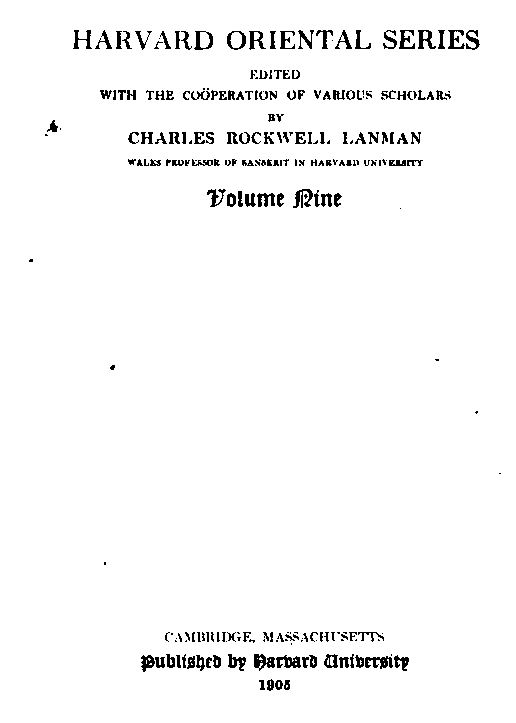 HARVARD ORIENTAL SERIES
EDITED
WITH THE COÖPERATION OF VARIOUS SCHOLARS
BY
CHARLES ROCKWELL LANMAN
WALES PROFESSOR OF SANSKRIT IN HARVARD UNIVERSITY
Volume Nine
CAMBRIDGE, MASSACHUSETTS
Published by Harvard University
1905